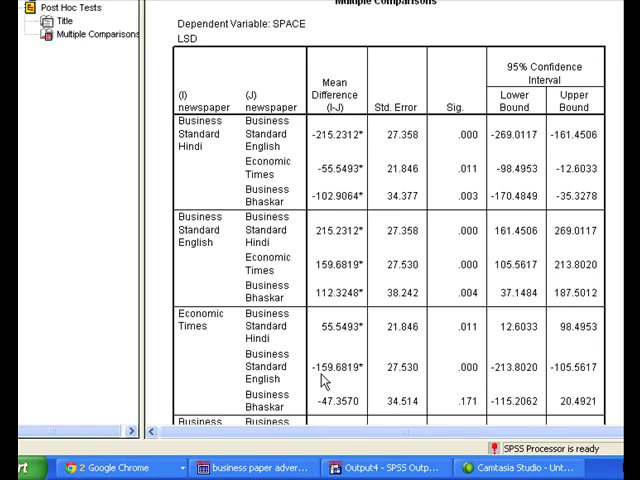 Post Hoc Tests
Title
Multiple Comparisons
Multiple Comparisons
Dependent Variable: SPACE
LSD
95% Confidence
Interval
(I) newspaper (J) newspaper Mean Difference (I-J) Std. Error Sig. Lower Bound Upper Bound
Business Standard Hindi Business Standard English -215.2312* 27.358 .000 -269.0117 -161.4506
Economic Times -55.5493* 21.846 .011 -98.4953 -12.6033
Business Bhaskar -102.9064* 34.377 .003 -170.4849 -35.3278
Business Standard English Business Standard Hindi 215.2312* 27.358 .000 161.4506 269.0117
Economic Times 159.6819* 27.530 .000 105.5617 213.8020
Business Bhaskar 112.3248* 38.242 .004 37.1484 187.5012
Economic Times Business Standard Hindi 55.5493* 21.846 .011 12.6033 98.4953
Business Standard English -159.6819* 27.530 .000 -213.8020 -105.5617
Business Bhaskar -47.3570 34.514 .171 -115.2062 20.4921
Business Business
SPSS Processor is ready
art 2 Google Chrome business paper adver... Output4 - SPSS Outp... Camtasia Studio - Unt...